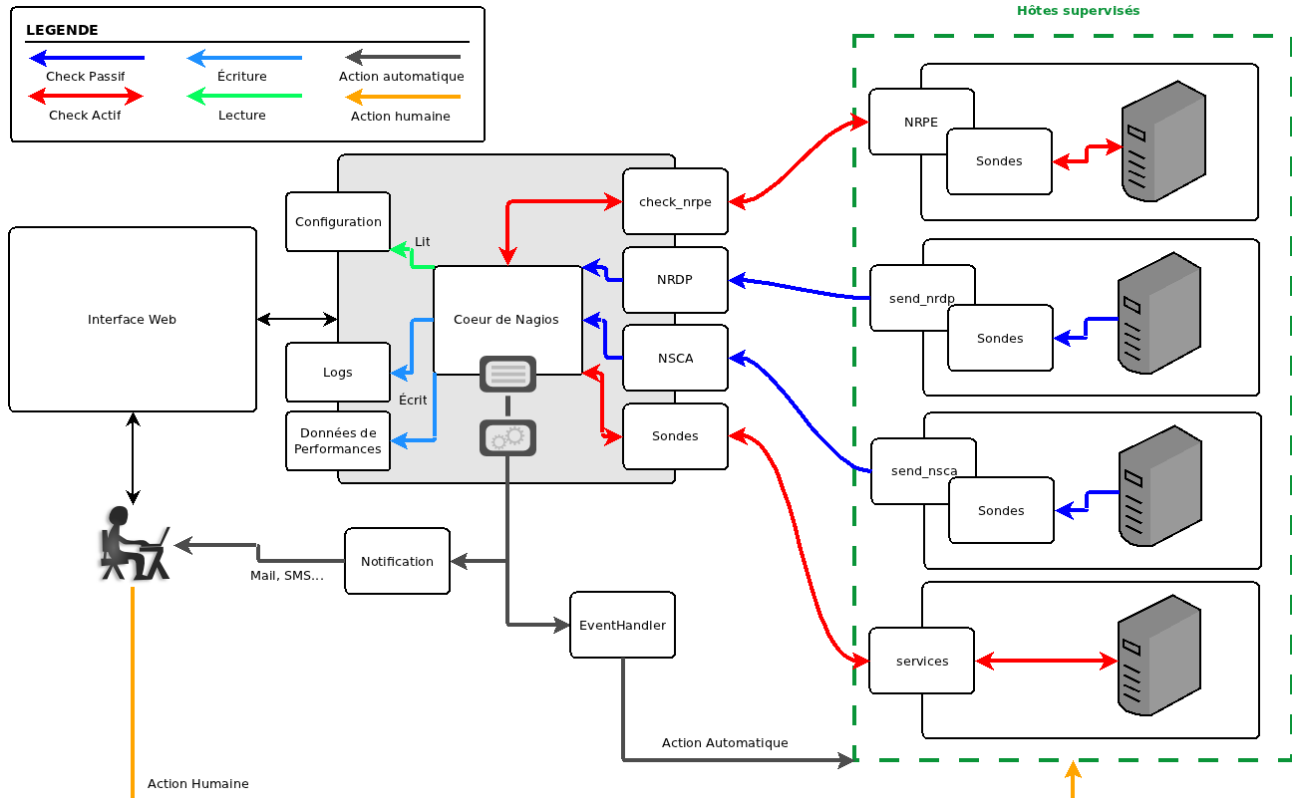 Hôtes supervisés
LEGENDE
Check Passif
Écriture
Action automatique
Check Actif
Lecture
Action humaine
NRPE
Sondes
check_nrpe
Configuration
Lit
NRDP
send_nrdp
Sondes
Interface Web
Coeur de Nagios
NSCA
Logs
Écrit
Données de
Performances
Sondes
send_nsca
Sondes
Notification
Mail, SMS...
EventHandler
services
Action Automatique
Action Humaine